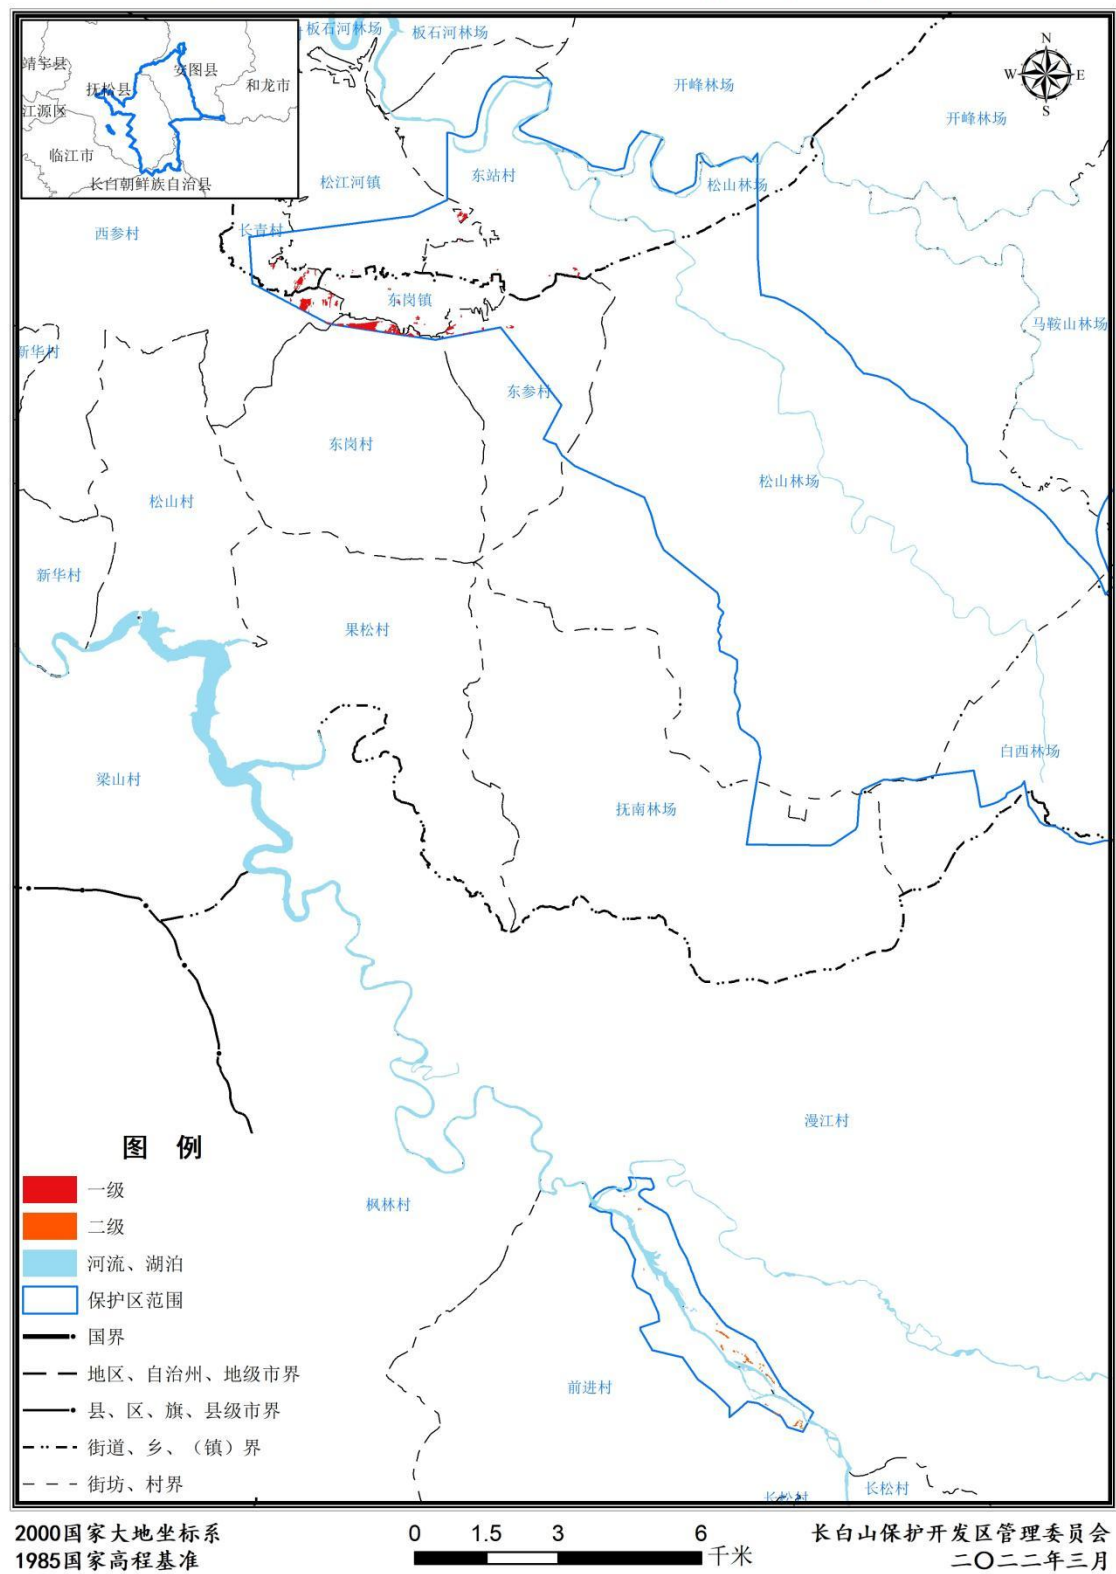 靖宇县
抚松县
安图县
和龙市
江源区
临江市
长白朝鲜族自治县
板石河林场
板石河林场
开峰林场
开峰林场
N
W
E
S
松江河镇
东站村
松山林场
西参村
长青村
东岗镇
马鞍山林场
新华村
东参村
东岗村
松山村
松山林场
新华村
果松村
白西林场
梁山村
抚南林场
漫江村
枫林村
前进村
长松村
长松村
图 例
一级
二级
河流、湖泊
保护区范围
国界
地区、自治州、地级市界
县、区、旗、县级市界
街道、乡、（镇）界
街坊、村界
2000国家大地坐标系
1985国家高程基准
0 1.5 3 6 千米
长白山保护开发区管理委员会
二〇二二年三月